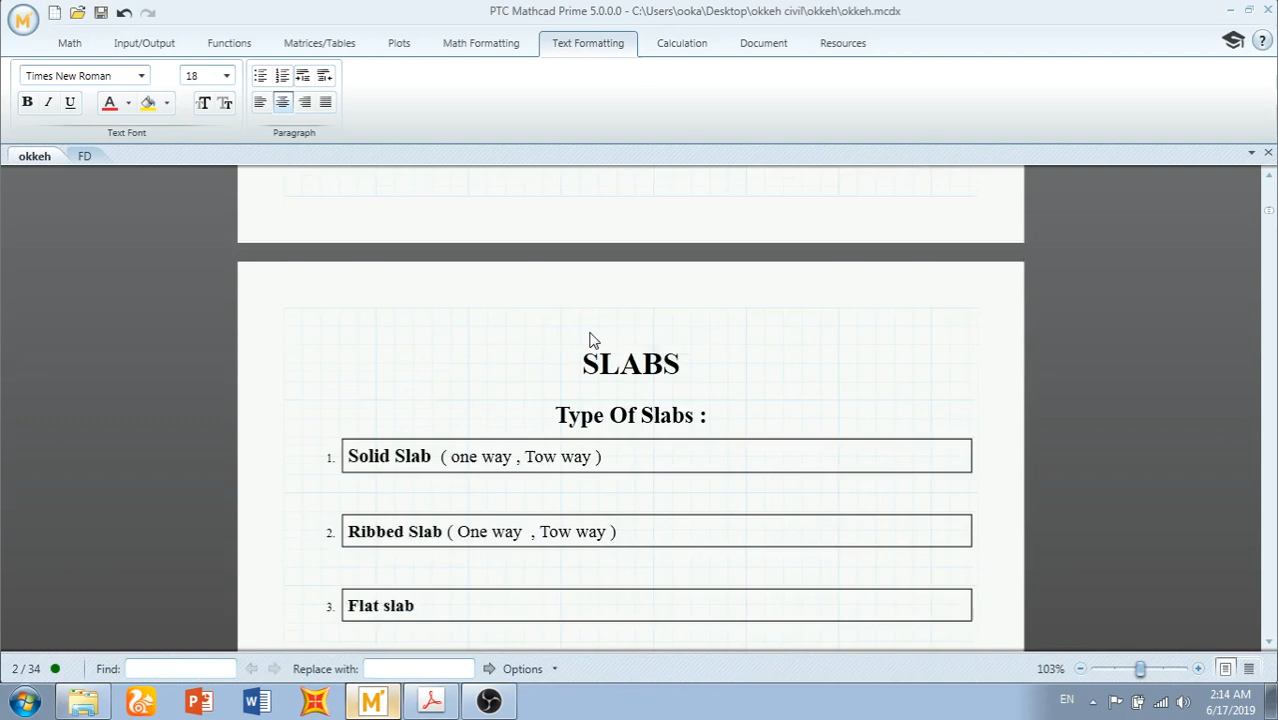 PTC Mathcad Prime 5.0.0.0 - C:\Users\ooka\Desktop\okkeh civil\okkeh\okkeh.mcdx
Math Input/Output Functions Matrices/Tables Plots Math Formatting Text Formatting Calculation Document Resources
Times New Roman 18
B I U A
Text Font Paragraph
okkeh FD
SLABS
Type Of Slabs :
1. Solid Slab ( one way , Tow way )
2. Ribbed Slab ( One way , Tow way )
3. Flat slab
2 / 34 Find: Replace with: Options 103%
EN 2:14 AM
6/17/2019